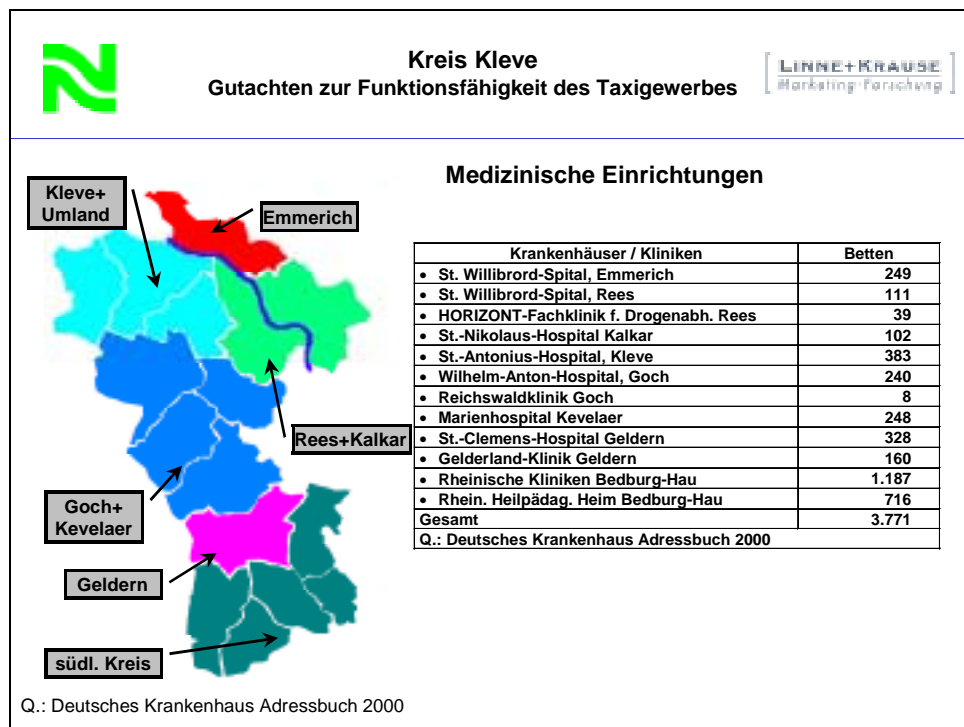 Kreis Kleve
Gutachten zur Funktionsfähigkeit des Taxigewerbes
LINNE+KRAUSE
Marketing-Forschung
Medizinische Einrichtungen
Kleve+
Umland
Emmerich
Rees+Kalkar
Goch+
Kevelaer
Geldern
südl. Kreis
Krankenhäuser / Kliniken Betten
• St. Willibrord-Spital, Emmerich 249
• St. Willibrord-Spital, Rees 111
• HORIZONT-Fachklinik f. Drogenabh. Rees 39
• St.-Nikolaus-Hospital Kalkar 102
• St.-Antonius-Hospital, Kleve 383
• Wilhelm-Anton-Hospital, Goch 240
• Reichswaldklinik Goch 8
• Marienhospital Kevelaer 248
• St.-Clemens-Hospital Geldern 328
• Gelderland-Klinik Geldern 160
• Rheinische Kliniken Bedburg-Hau 1.187
• Rhein. Heilpädag. Heim Bedburg-Hau 716
Gesamt 3.771
Q.: Deutsches Krankenhaus Adressbuch 2000
Q.: Deutsches Krankenhaus Adressbuch 2000